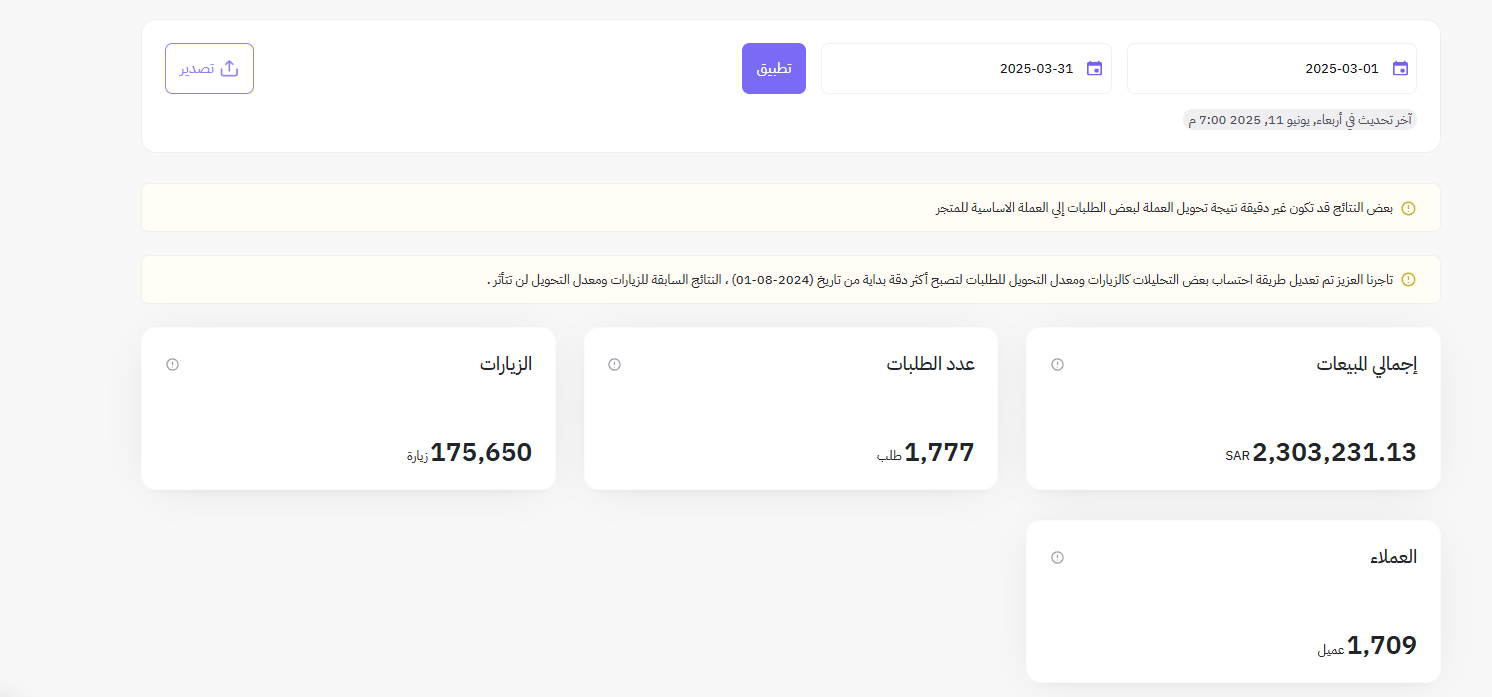 2025-03-01
2025-03-31
تطبيق
تصدير
آخر تحديث في أربعاء, يونيو 11, 2025 7:00 م
بعض النتائج قد تكون غير دقيقة نتيجة تحويل العملة لبعض الطلبات إلي العملة الاساسية للمتجر
تاجرنا العزيز تم تعديل طريقة احتساب بعض التحليلات كالزيارات ومعدل التحويل للطلبات لتصبح أكثر دقة بداية من تاريخ (2024-08-01) ، النتائج السابقة للزيارات ومعدل التحويل لن تتأثر .
إجمالي المبيعات
2,303,231.13 SAR
عدد الطلبات
1,777 طلب
الزيارات
175,650 زيارة
العملاء
1,709 عميل